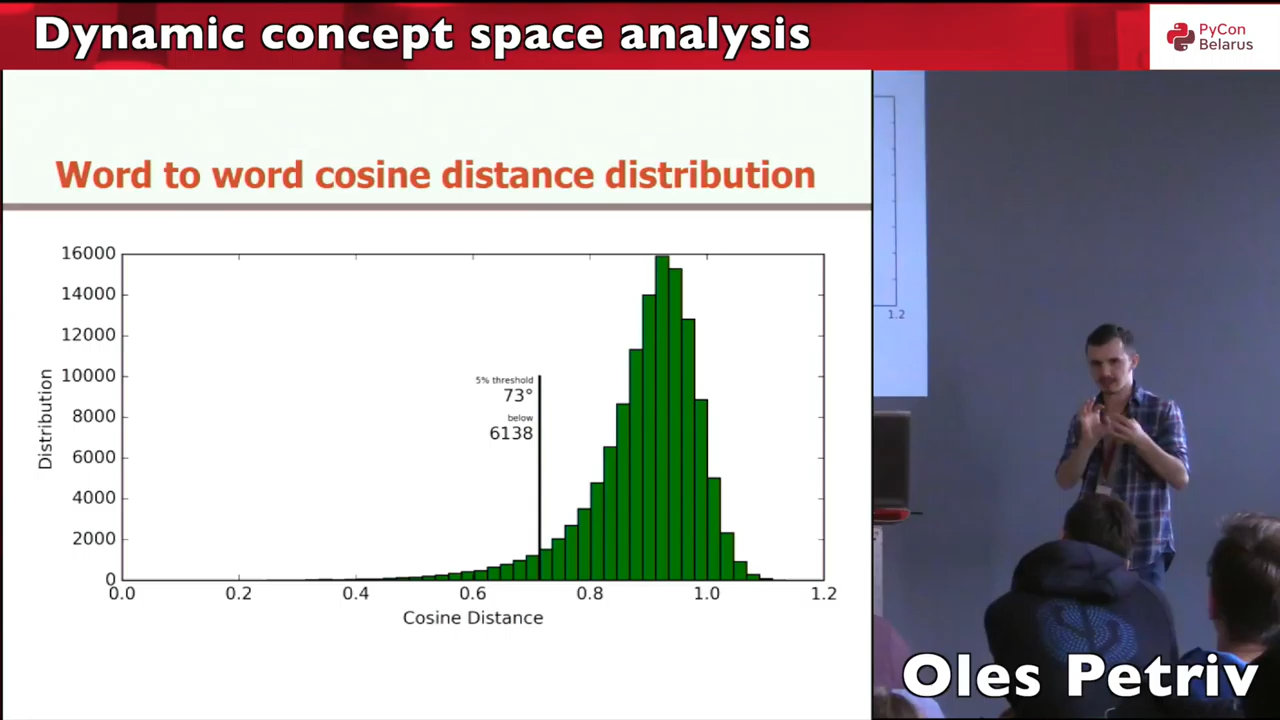 Dynamic concept space analysis
PyCon
Belarus
Word to word cosine distance distribution
16000
14000
12000
10000
8000
6000
4000
2000
0
Distribution
5% threshold
73°
below
6138
0.0 0.2 0.4 0.6 0.8 1.0 1.2
Cosine Distance
1.2
Oles Petriv